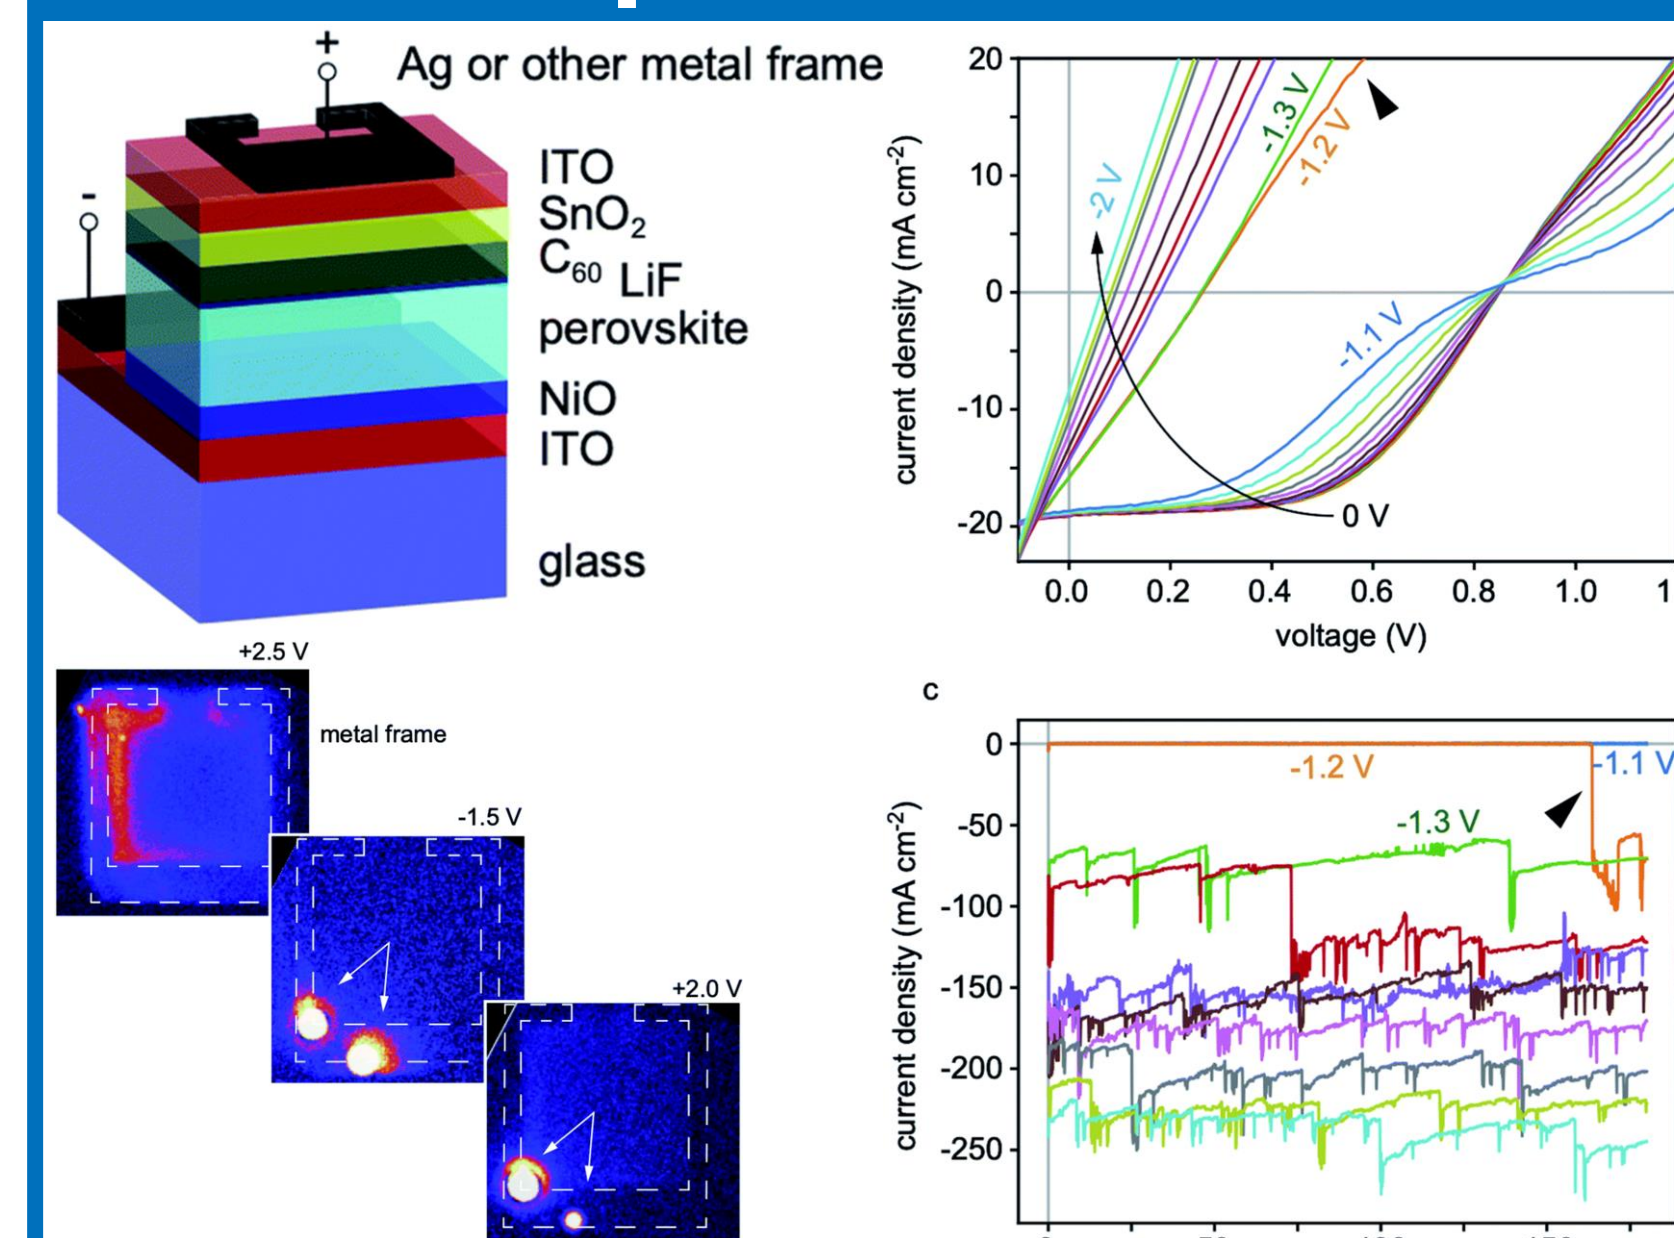 +
Ag or other metal frame
-
ITO
SnO2
C60 LiF
perovskite
NiO
ITO
glass
20
10
0
-10
-20
current density (mA cm-2)
-2 V
-1.3 V
-1.2 V
-1.1 V
0 V
0.0 0.2 0.4 0.6 0.8 1.0
voltage (V)
+2.5 V
metal frame
-1.5 V
+2.0 V
c
0
-50
-100
-150
-200
-250
current density (mA cm-2)
-1.2 V
-1.1 V
-1.3 V